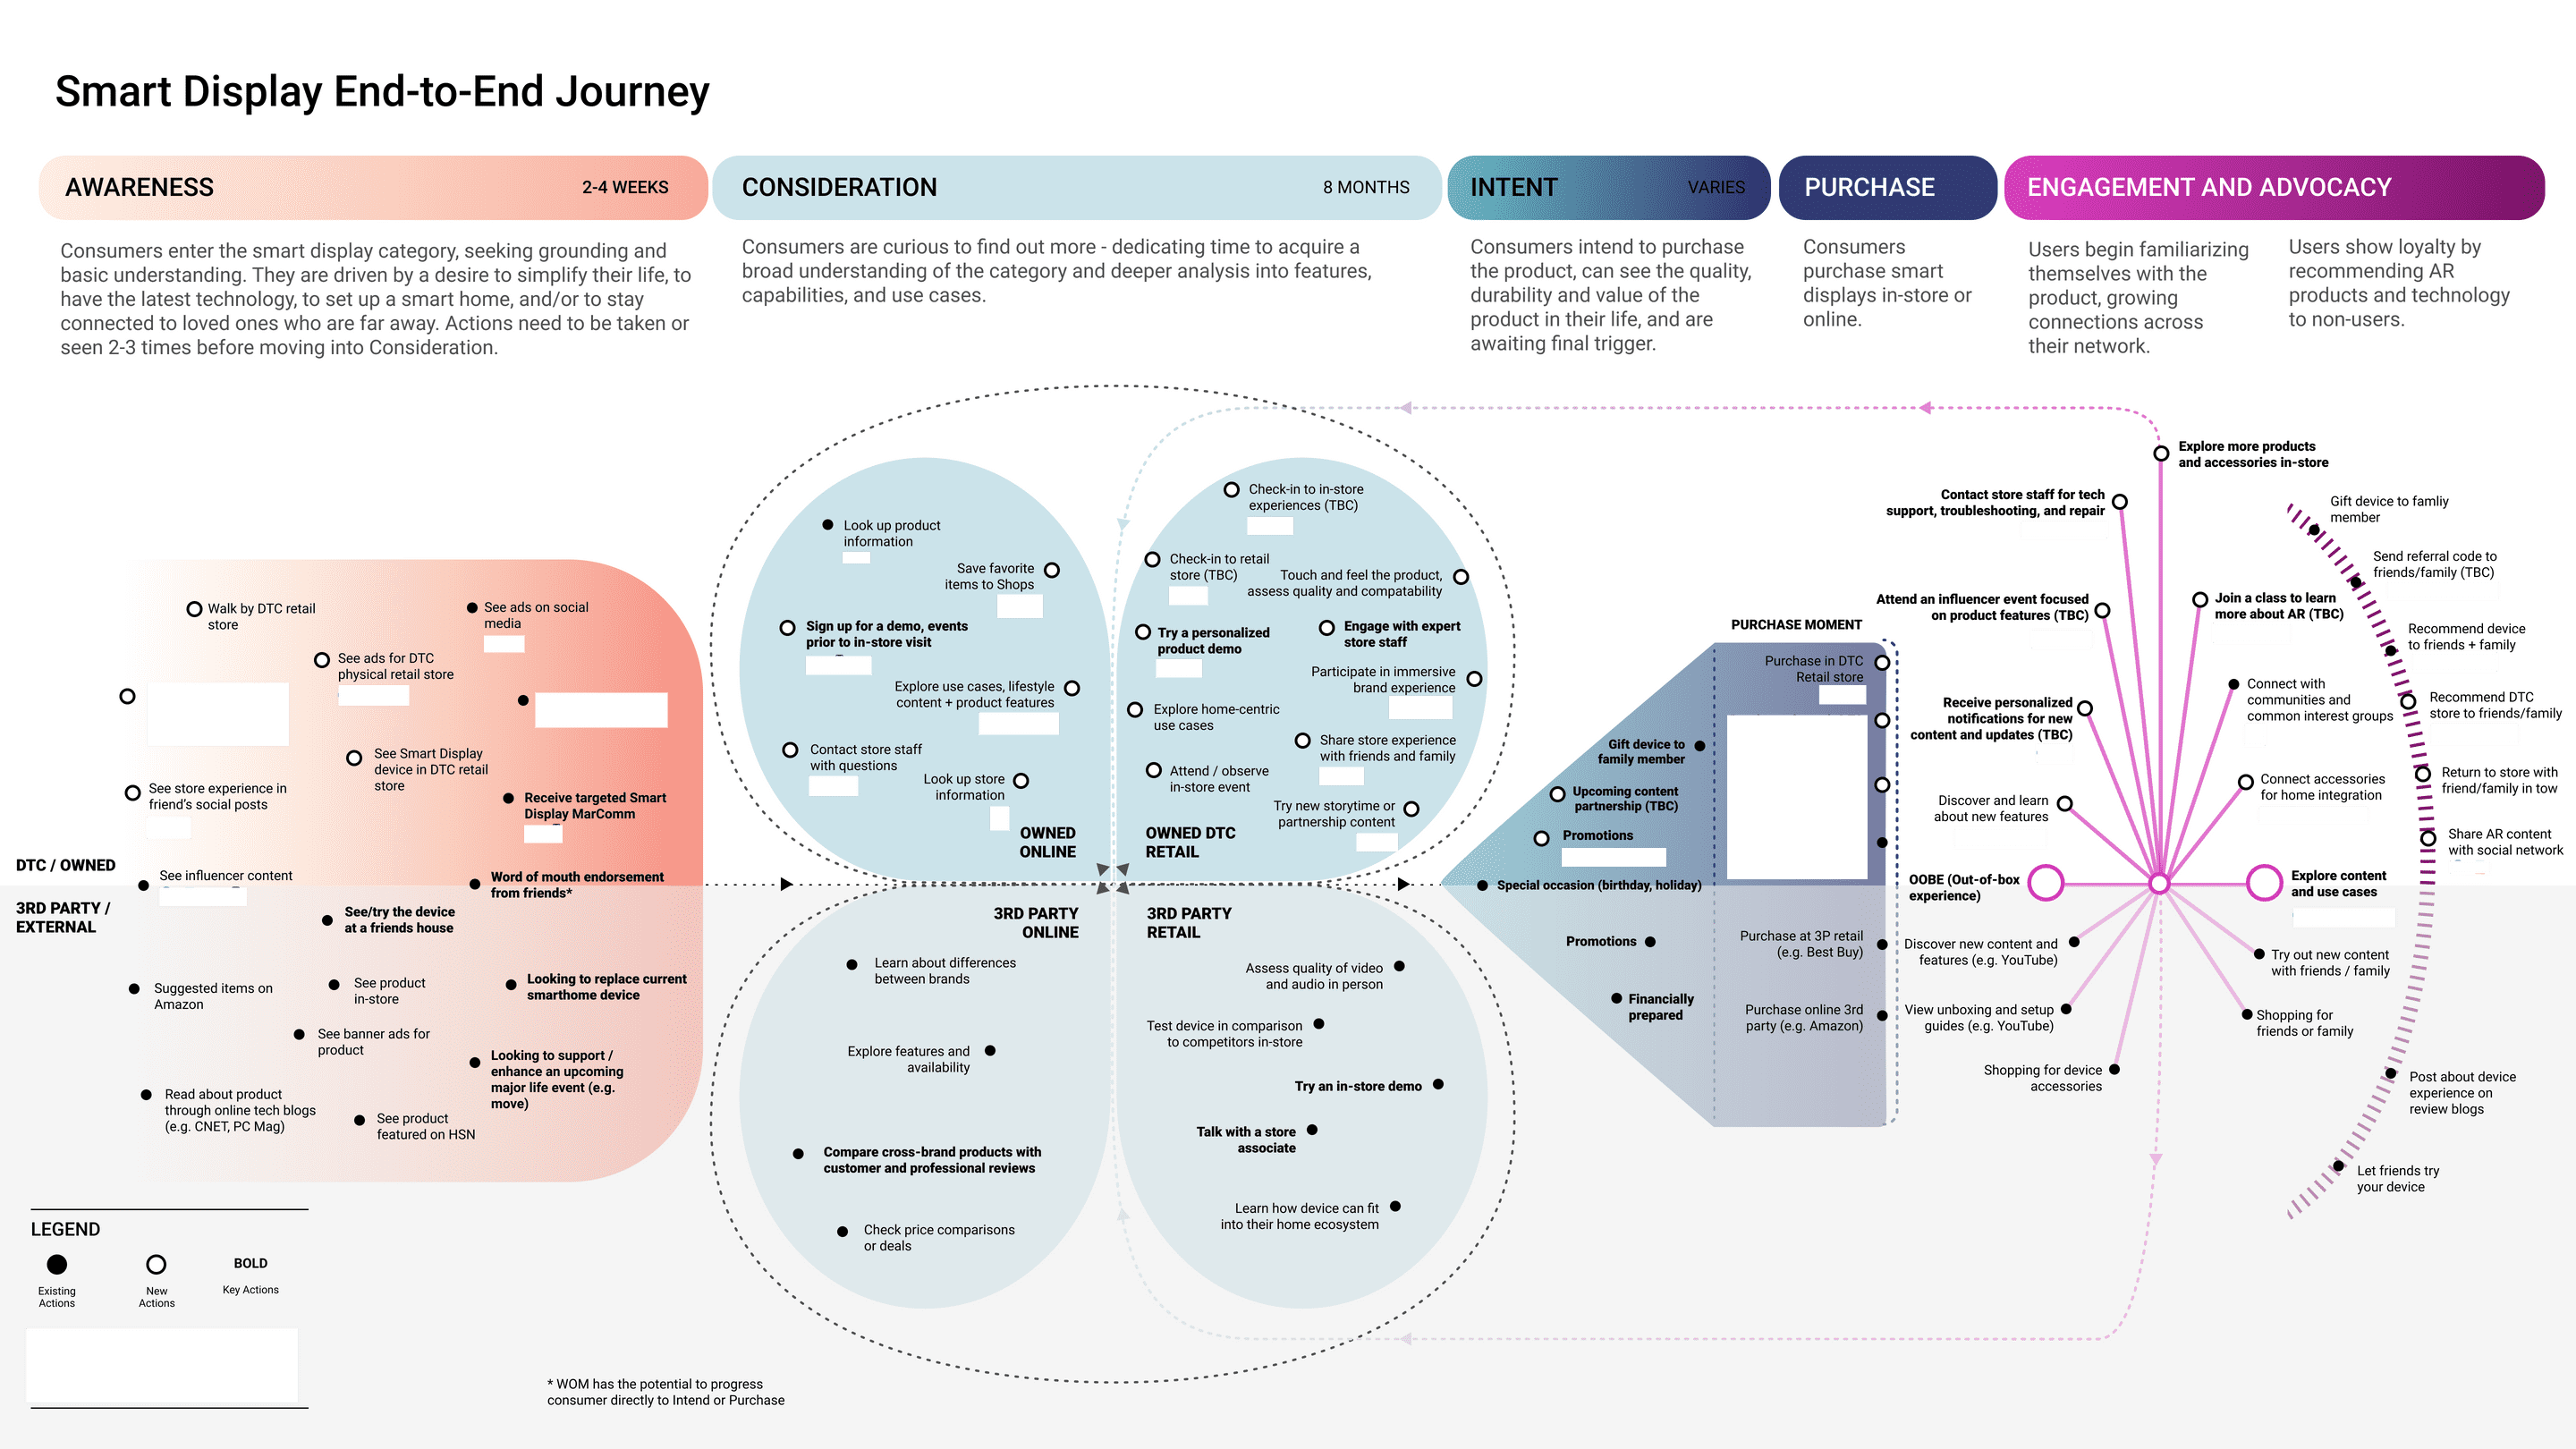 Smart Display End-to-End Journey
AWARENESS
2-4 WEEKS
Consumers enter the smart display category, seeking grounding and
basic understanding. They are driven by a desire to simplify their life, to
have the latest technology, to set up a smart home, and/or to stay
connected to loved ones who are far away. Actions need to be taken or
seen 2-3 times before moving into Consideration.
CONSIDERATION
8 MONTHS
Consumers are curious to find out more - dedicating time to acquire a
broad understanding of the category and deeper analysis into features,
capabilities, and use cases.
INTENT
VARIES
Consumers intend to purchase
the product, can see the quality,
durability and value of the
product in their life, and are
awaiting final trigger.
PURCHASE
Consumers
purchase smart
displays in-store or
online.
ENGAGEMENT AND ADVOCACY
Users begin familiarizing
themselves with the
product, growing
connections across
their network.
Users show loyalty by
recommending AR
products and technology
to non-users.
DTC / OWNED
3RD PARTY /
EXTERNAL
Walk by DTC retail
store
See ads on social
media
See ads for DTC
physical retail store
See Smart Display
device in DTC retail
store
See store experience in
friend's social posts
Receive targeted Smart
Display MarComm
See influencer content
Word of mouth endorsement
from friends*
See/try the device
at a friends house
Suggested items on
Amazon
See product
in-store
Looking to replace current
smarthome device
See banner ads for
product
Looking to support /
enhance an upcoming
major life event (e.g.
move)
Read about product
through online tech blogs
(e.g. CNET, PC Mag)
See product
featured on HSN
Look up product
information
Save favorite
items to Shops
Sign up for a demo, events
prior to in-store visit
Explore use cases, lifestyle
content + product features
Contact store staff
with questions
Look up store
information
OWNED
ONLINE
Check-in to in-store
experiences (TBC)
Check-in to retail
store (TBC)
Touch and feel the product,
assess quality and compatability
Try a personalized
product demo
Engage with expert
store staff
Participate in immersive
brand experience
Explore home-centric
use cases
Share store experience
with friends and family
Attend / observe
in-store event
Try new storytime or
partnership content
OWNED DTC
RETAIL
3RD PARTY
ONLINE
Learn about differences
between brands
Explore features and
availability
Compare cross-brand products with
customer and professional reviews
Check price comparisons
or deals
3RD PARTY
RETAIL
Assess quality of video
and audio in person
Test device in comparison
to competitors in-store
Try an in-store demo
Talk with a store
associate
Learn how device can fit
into their home ecosystem
Gift device to
family member
Upcoming content
partnership (TBC)
Promotions
Special occasion (birthday, holiday)
Promotions
Financially
prepared
PURCHASE MOMENT
Purchase in DTC
Retail store
Purchase at 3P retail
(e.g. Best Buy)
Purchase online 3rd
party (e.g. Amazon)
Explore more products
and accessories in-store
Contact store staff for tech
support, troubleshooting, and repair
Attend an influencer event focused
on product features (TBC)
Join a class to learn
more about AR (TBC)
Receive personalized
notifications for new
content and updates (TBC)
Connect with
communities and
common interest groups
Discover and learn
about new features
Connect accessories
for home integration
OOBE (Out-of-box
experience)
Explore content
and use cases
Discover new content and
features (e.g. YouTube)
Try out new content
with friends / family
View unboxing and setup
guides (e.g. YouTube)
Shopping for
friends or family
Shopping for device
accessories
Gift device to famliy
member
Send referral code to
friends/family (TBC)
Recommend device
to friends + family
Recommend DTC
store to friends/family
Return to store with
friend/family in tow
Share AR content
with social network
Post about device
experience on
review blogs
Let friends try
your device
LEGEND
BOLD
Existing
Actions
New
Actions
Key Actions
* WOM has the potential to progress
consumer directly to Intend or Purchase